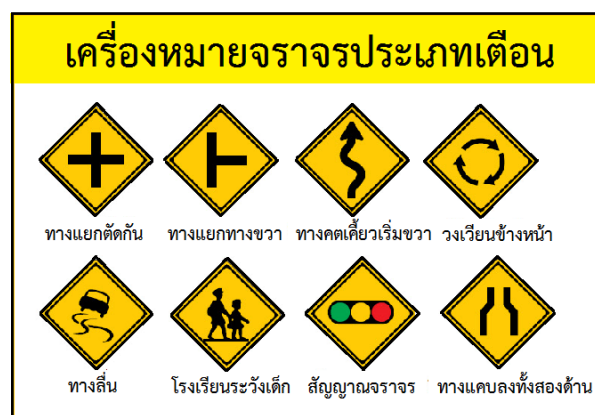 เครื่องหมายจราจรประเภทเตือน
ทางแยกตัดกัน ทางแยกทางขวา ทางคตเคี้ยวเริ่มขวา วงเวียนข้างหน้า
ทางลื่น โรงเรียนระวังเด็ก สัญญาณจราจร ทางแคบลงทั้งสองด้าน